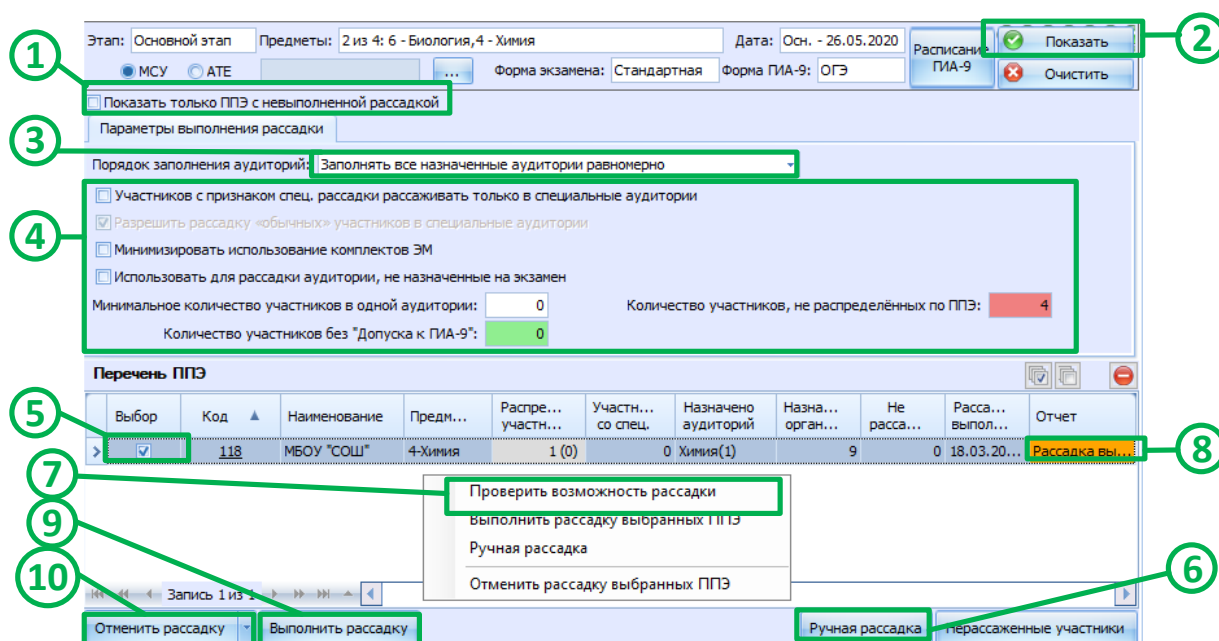 1
2
Этап: Основной этап Предметы: 2 из 4: 6 - Биология,4 - Химия Дата: Осн. - 26.05.2020 Расписание ГИА-9 Показать
МСУ АТЕ ... Форма экзамена: Стандартная Форма ГИА-9: ОГЭ Очистить
Показать только ППЭ с невыполненной рассадкой
Параметры выполнения рассадки
3
Порядок заполнения аудиторий: Заполнять все назначенные аудитории равномерно
4
Участников с признаком спец. рассадки рассаживать только в специальные аудитории
Разрешить рассадку «обычных» участников в специальные аудитории
Минимизировать использование комплектов ЭМ
Использовать для рассадки аудитории, не назначенные на экзамен
Минимальное количество участников в одной аудитории: 0 Количество участников, не распределённых по ППЭ: 4
Количество участников без "Допуска к ГИА-9": 0
Перечень ППЭ
5
Выбор Код Наименование Предм... Распре... участн... Участн... со спец. Назначено аудиторий Назна... орган... Не расса... Расса... выпол... Отчет
118 МБОУ "СОШ" 4-Химия 1 (0) 0 Химия(1) 9 0 18.03.20... Рассадка вы...
8
7
Проверить возможность рассадки
Выполнить рассадку выбранных ППЭ
Ручная рассадка
Отменить рассадку выбранных ППЭ
9
10
6
Запись 1 из 1
Отменить рассадку Выполнить рассадку Ручная рассадка Нерассаженные участники